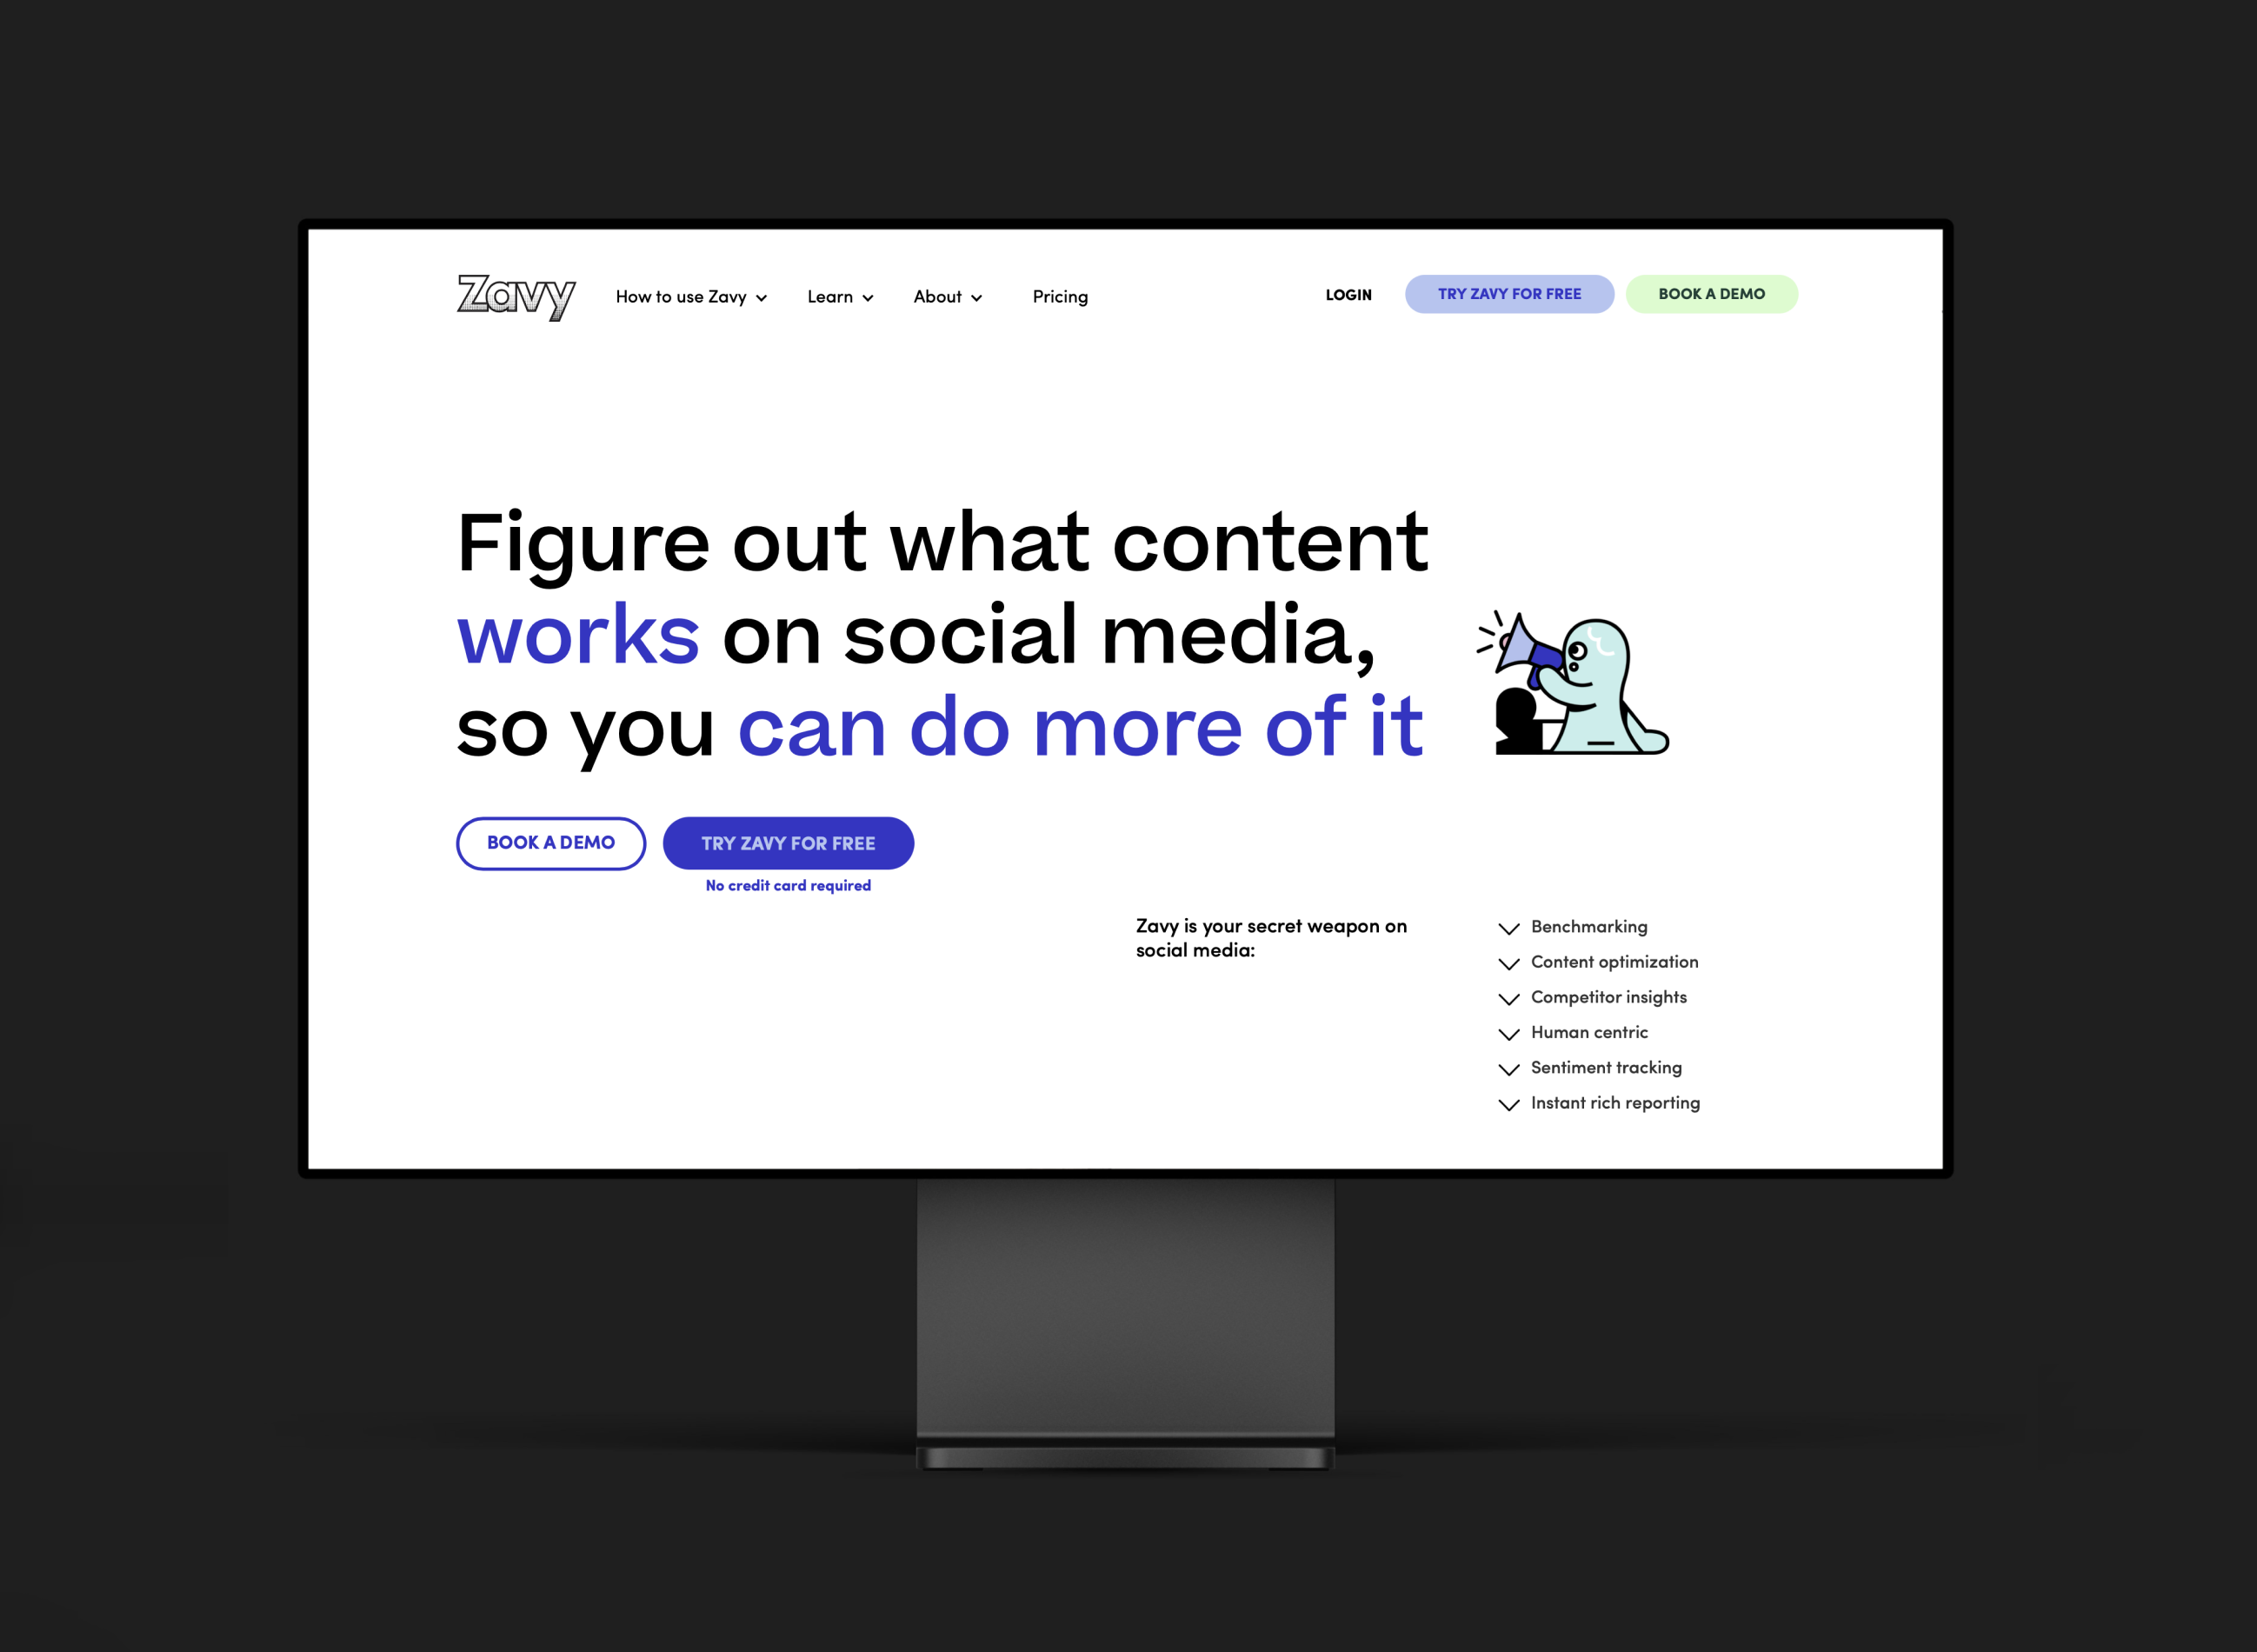 Zavy
How to use Zavy
Learn
About
Pricing
LOGIN
TRY ZAVY FOR FREE
BOOK A DEMO
Figure out what content
works on social media,
so you can do more of it
BOOK A DEMO
TRY ZAVY FOR FREE
No credit card required
Zavy is your secret weapon on
social media:
Benchmarking
Content optimization
Competitor insights
Human centric
Sentiment tracking
Instant rich reporting